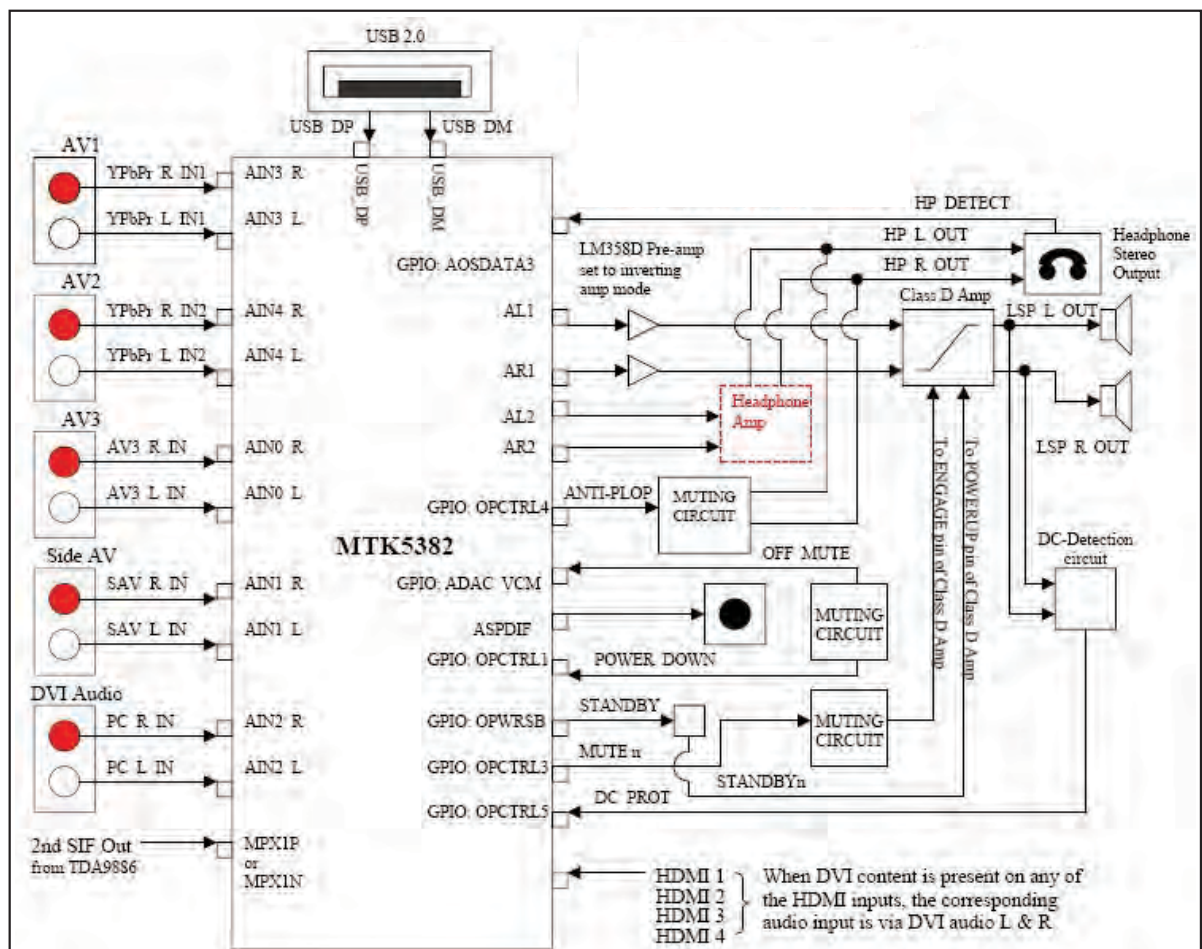 USB 2.0
USB DP
USB DM
USB_DP
USB_DM
AV1
YPbPr R IN1
YPbPr L IN1
AIN3 R
AIN3 L
AV2
YPbPr R IN2
YPbPr L IN2
AIN4 R
AIN4 L
AV3
AV3 R IN
AV3 L IN
AIN0 R
AIN0 L
Side AV
SAV R IN
SAV L IN
AIN1 R
AIN1 L
DVI Audio
PC R IN
PC L IN
AIN2 R
AIN2 L
2nd SIF Out
from TDA9886
MPX1P
or
MPX1N
MTK5382
GPIO: AOSDATA3
AL1
AR1
AL2
AR2
GPIO: OPCTRL4
GPIO: ADAC VCM
ASPDIF
GPIO: OPCTRL1
GPIO: OPWRSB
GPIO: OPCTRL3
GPIO: OPCTRL5
HP DETECT
HP L OUT
HP R OUT
Headphone
Stereo
Output
LM358D Pre-amp
set to inverting
amp mode
Class D Amp
LSP L OUT
LSP R OUT
Headphone
Amp
ANTI-PLOP
MUTING
CIRCUIT
To ENGAGE pin of Class D Amp
To POWERUP pin of Class D Amp
DC-Detection
circuit
OFF MUTE
MUTING
CIRCUIT
POWER DOWN
STANDBY
MUTING
CIRCUIT
MUTE n
STANDBYn
DC PROT
HDMI 1
HDMI 2
HDMI 3
HDMI 4
When DVI content is present on any of
the HDMI inputs, the corresponding
audio input is via DVI audio L & R